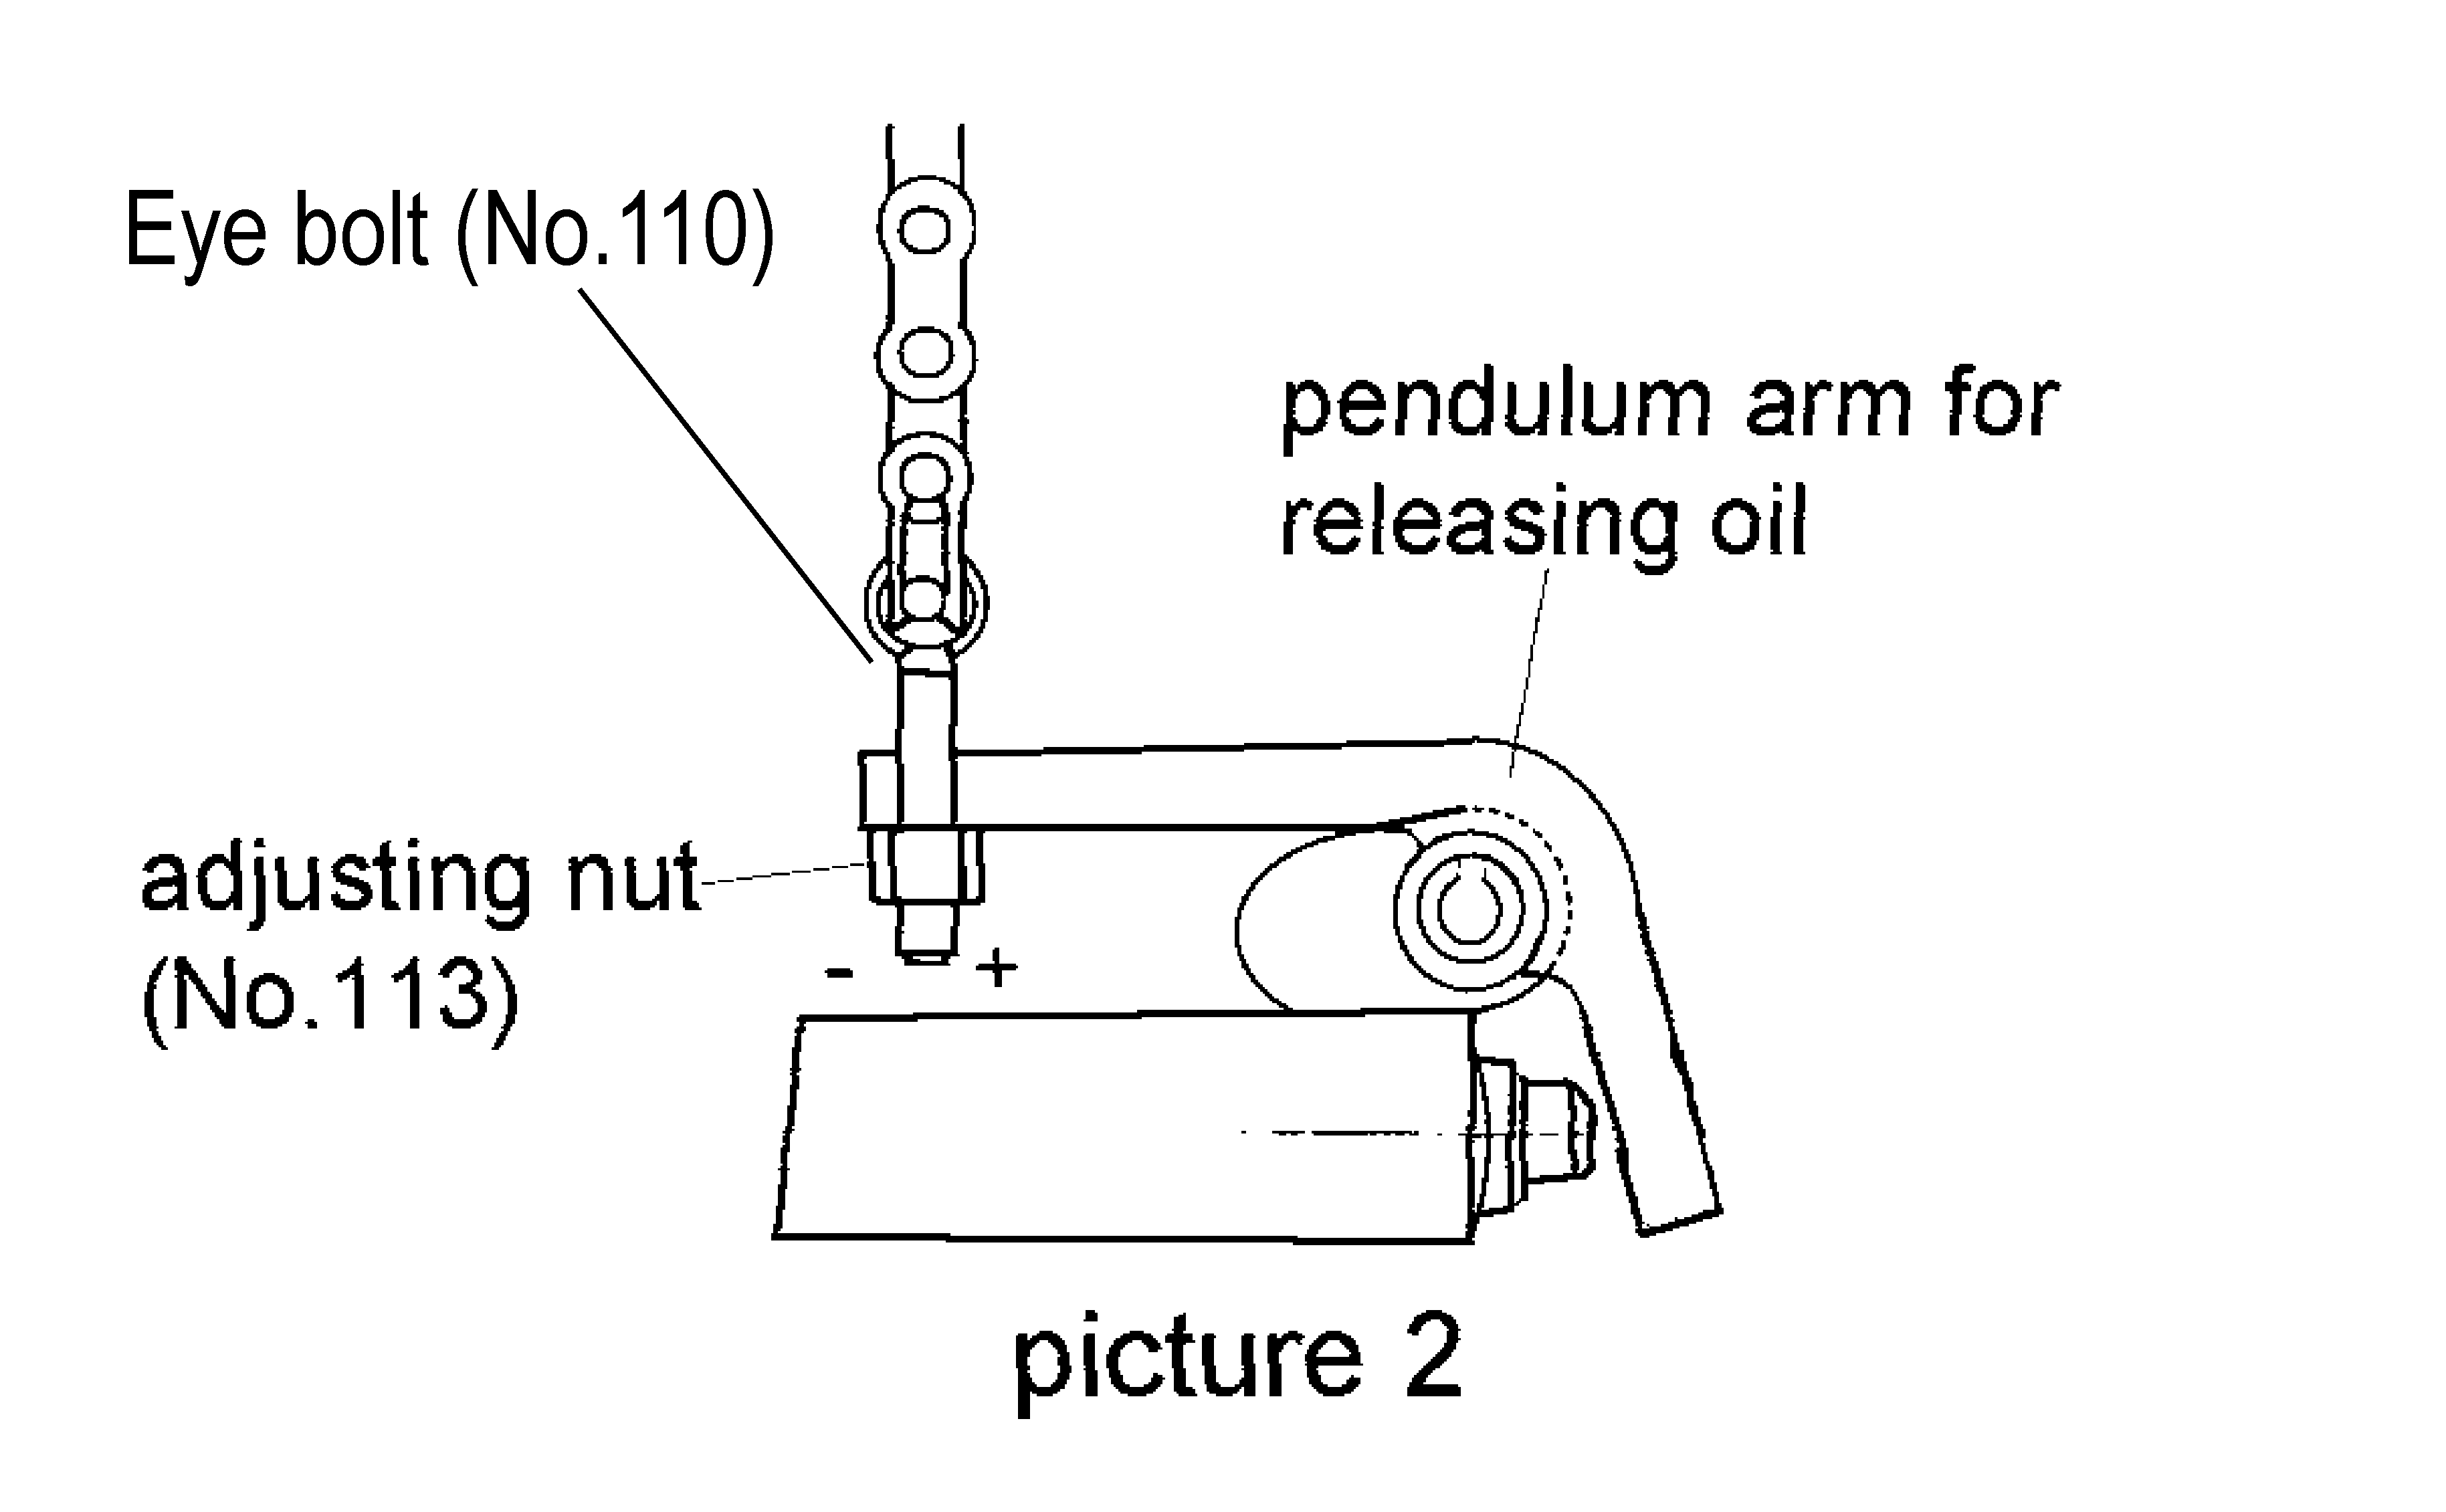 Eye bolt (No.110)
pendulum arm for
releasing oil
adjusting nut
(No.113)
- +
picture 2